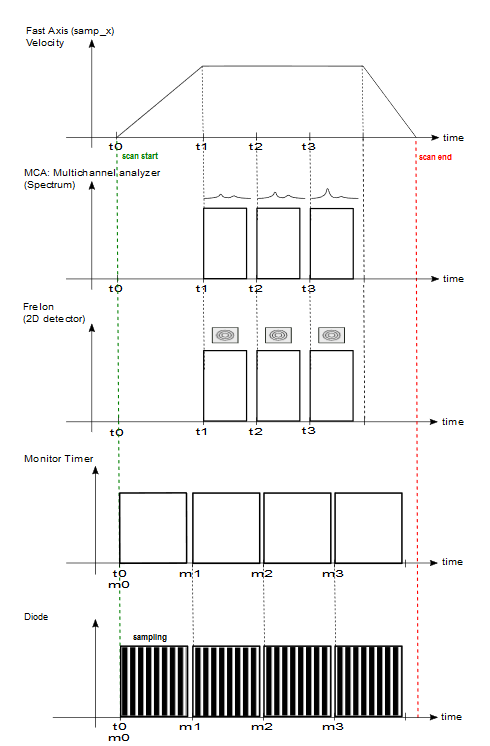 Fast Axis (samp_x)
Velocity
t0
t1
t2
t3
time
scan start
scan end
MCA: Multichannel analyzer
(Spectrum)
t0
t1
t2
t3
time
Frelon
(2D detector)
t0
t1
t2
t3
time
Monitor Timer
t0
m0
m1
m2
m3
time
Diode
sampling
t0
m0
m1
m2
m3
time